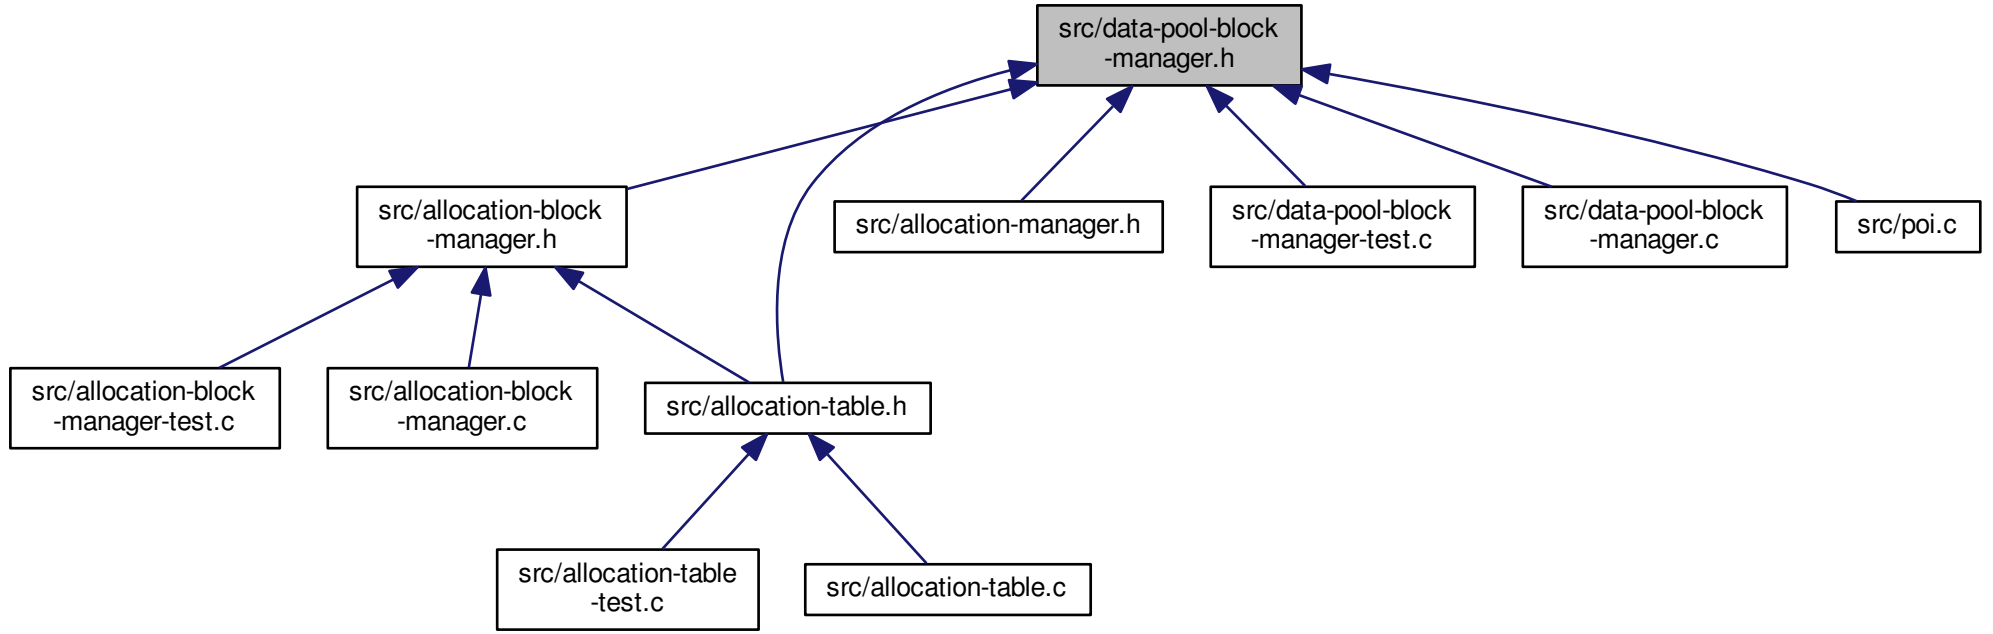 src/data-pool-block
-manager.h
src/allocation-block
-manager.h
src/allocation-manager.h
src/data-pool-block
-manager-test.c
src/data-pool-block
-manager.c
src/poi.c
src/allocation-block
-manager-test.c
src/allocation-block
-manager.c
src/allocation-table.h
src/allocation-table
-test.c
src/allocation-table.c